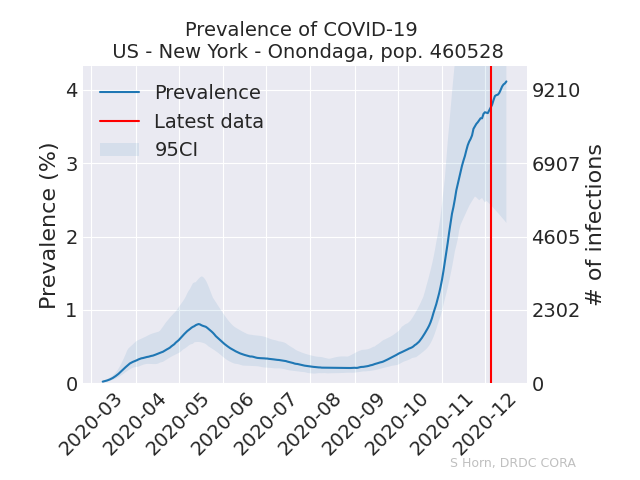 Prevalence of COVID-19
US - New York - Onondaga, pop. 460528
Prevalence
Latest data
95CI
Prevalence (%)
4
3
2
1
0
9210
6907
4605
2302
0
# of infections
2020-03
2020-04
2020-05
2020-06
2020-07
2020-08
2020-09
2020-10
2020-11
2020-12
S Horn, DRDC CORA